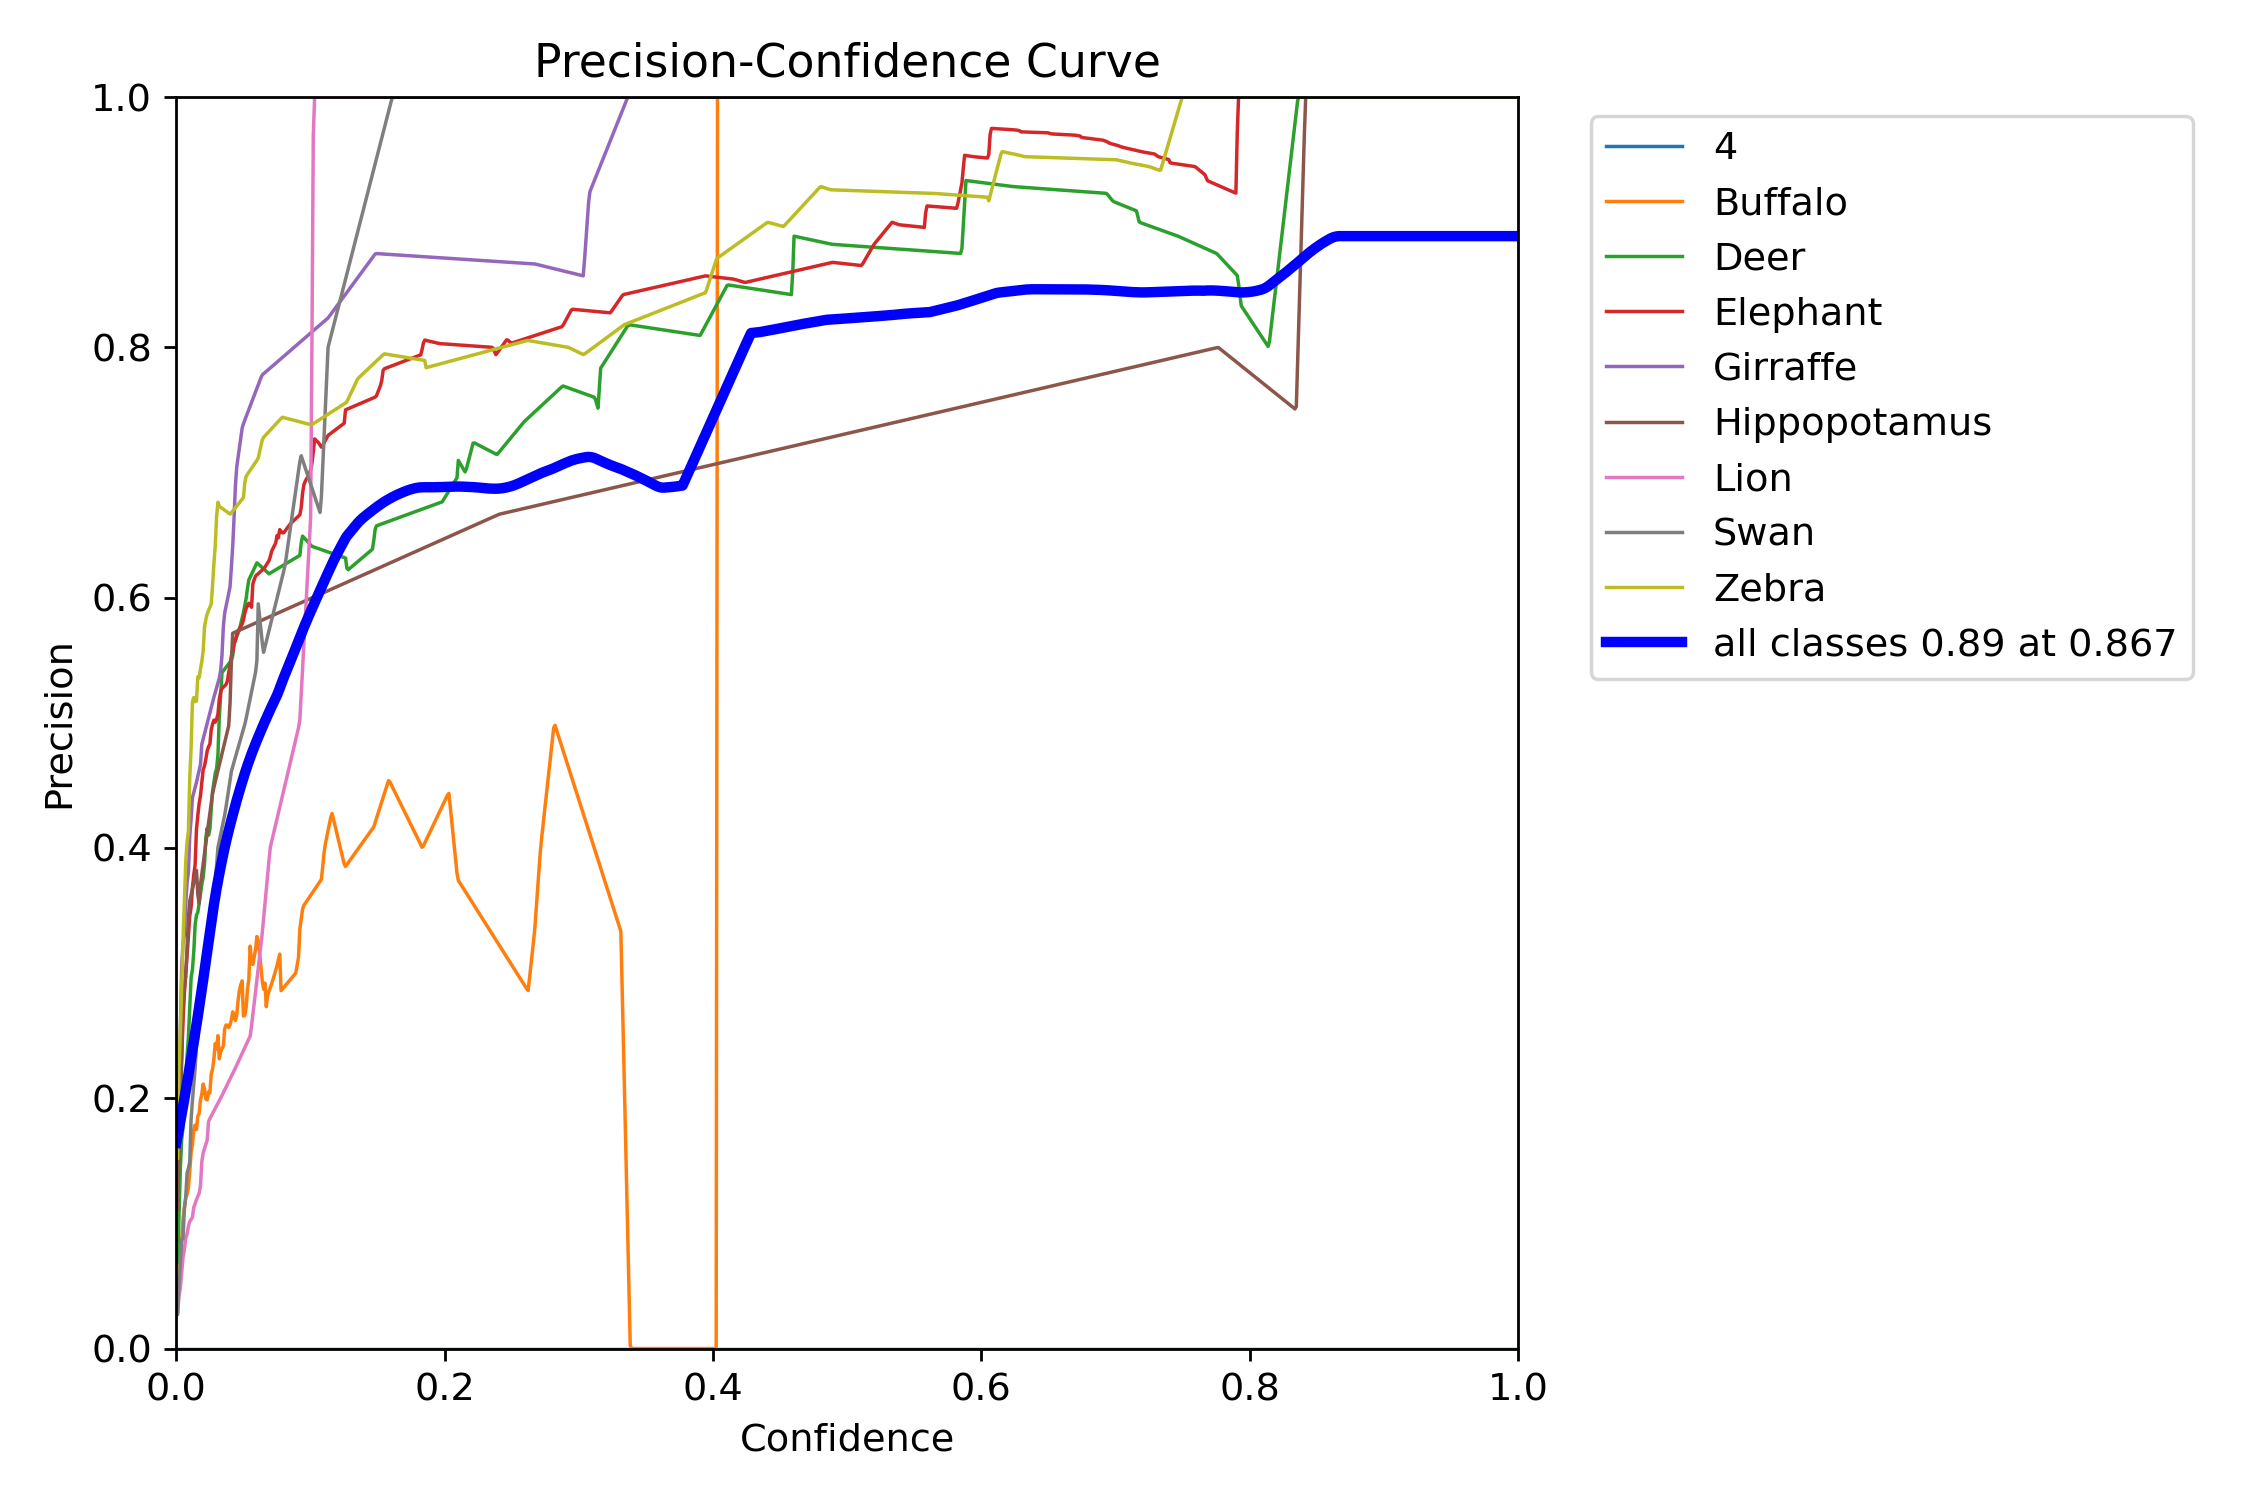 Precision-Confidence Curve
1.0
0.8
0.6
0.4
0.2
0.0
Precision
0.0 0.2 0.4 0.6 0.8 1.0
Confidence
4
Buffalo
Deer
Elephant
Girraffe
Hippopotamus
Lion
Swan
Zebra
all classes 0.89 at 0.867